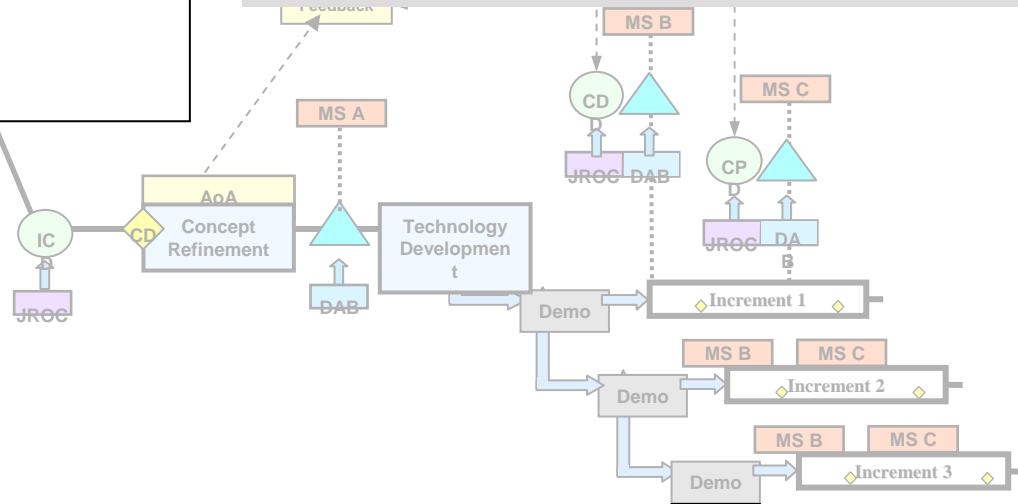 Feedback
MS B
MS C
CD
D
MS A
CP
D
JROC
DAB
AoA
IC
D
CD
Concept
Refinement
Technology
Developmen
t
JROC
DA
B
JROC
DAB
Demo
Increment 1
MS B
MS C
Demo
Increment 2
MS B
MS C
Demo
Increment 3